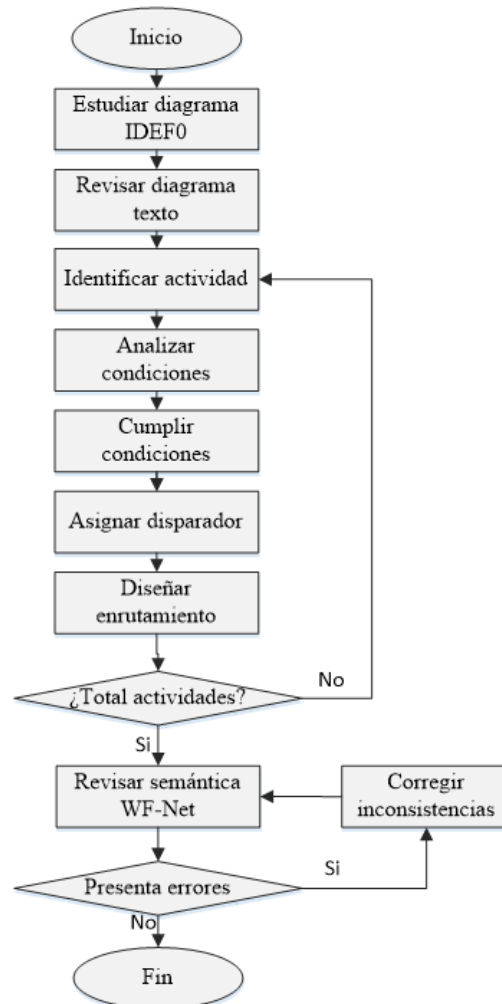 Inicio
Estudiar diagrama
IDEF0
Revisar diagrama
texto
Identificar actividad
Analizar
condiciones
Cumplir
condiciones
Asignar disparador
Diseñar
enrutamiento
¿Total actividades?
No
Si
Revisar semántica
WF-Net
Corregir
inconsistencias
Presenta errores
Si
No
Fin